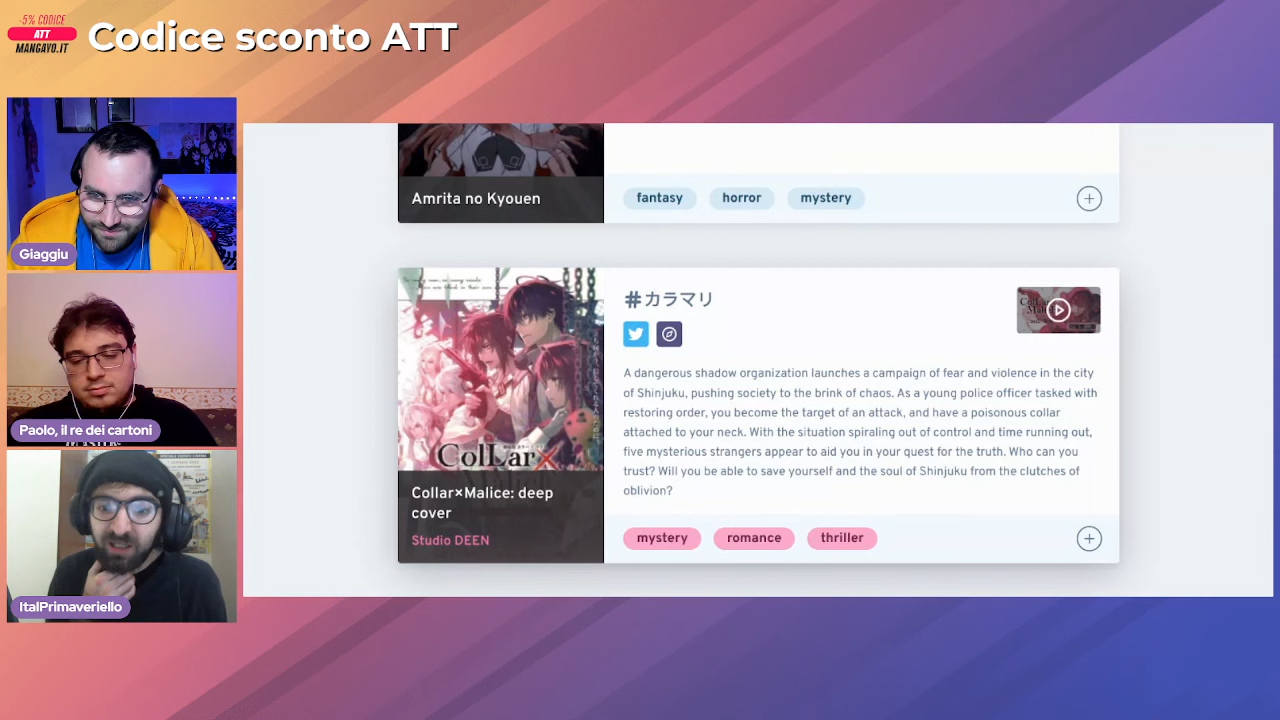 -5% CODICE
ATT
MANGAYO.IT
Codice sconto ATT
Giaggiu
Paolo, il re dei cartoni
ItalPrimaveriello
Amrita no Kyouen
fantasy
horror
mystery
#カラマリ
A dangerous shadow organization launches a campaign of fear and violence in the city
of Shinjuku, pushing society to the brink of chaos. As a young police officer tasked with
restoring order, you become the target of an attack, and have a poisonous collar
attached to your neck. With the situation spiraling out of control and time running out,
five mysterious strangers appear to aid you in your quest for the truth. Who can you
trust? Will you be able to save yourself and the soul of Shinjuku from the clutches of
oblivion?
Collar×
Collar×Malice: deep
cover
Studio DEEN
mystery
romance
thriller